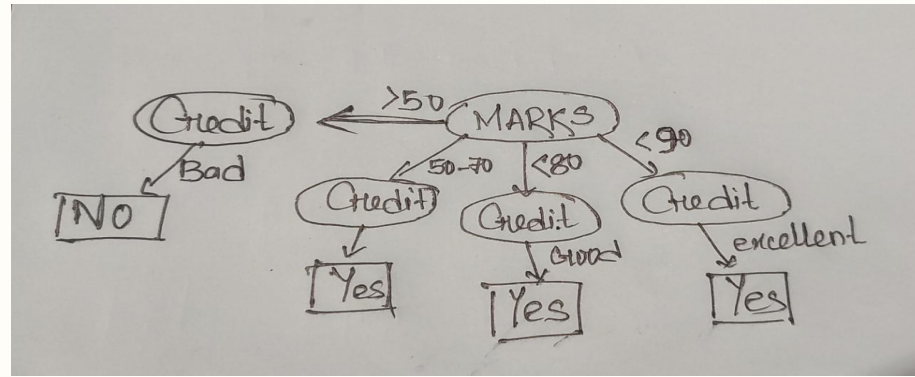 >50
Credit MARKS <90
Bad 50-70 <80
NO Credit Credit Credit
Good excellent
Yes Yes Yes